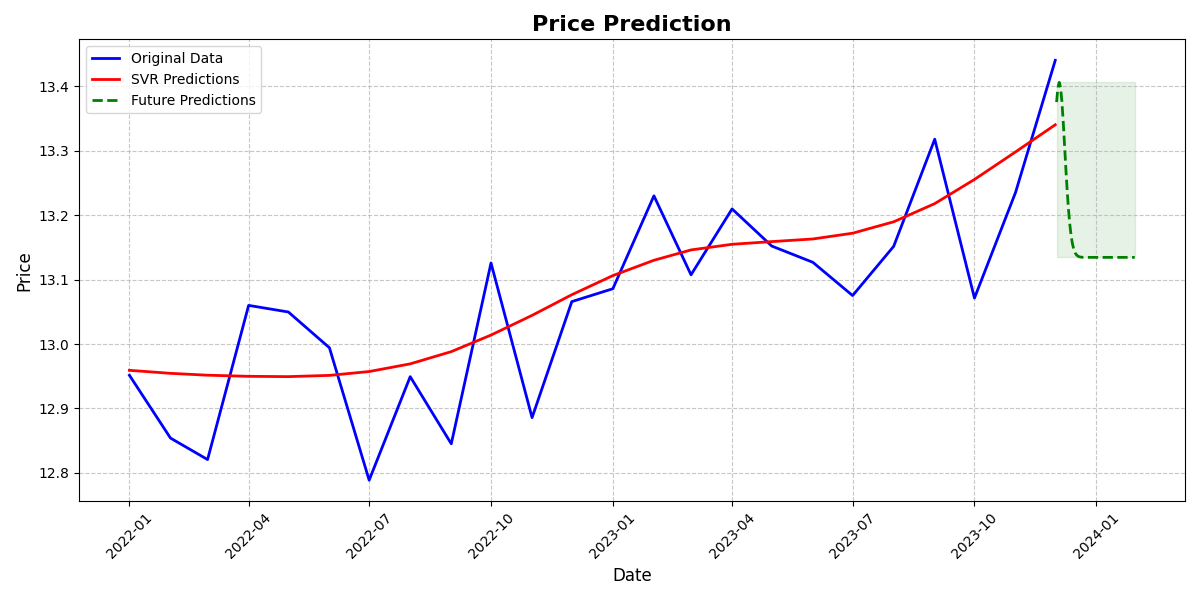 Price Prediction
Original Data
SVR Predictions
Future Predictions
Price
13.4
13.3
13.2
13.1
13.0
12.9
12.8
2022-01
2022-04
2022-07
2022-10
2023-01
2023-04
2023-07
2023-10
2024-01
Date